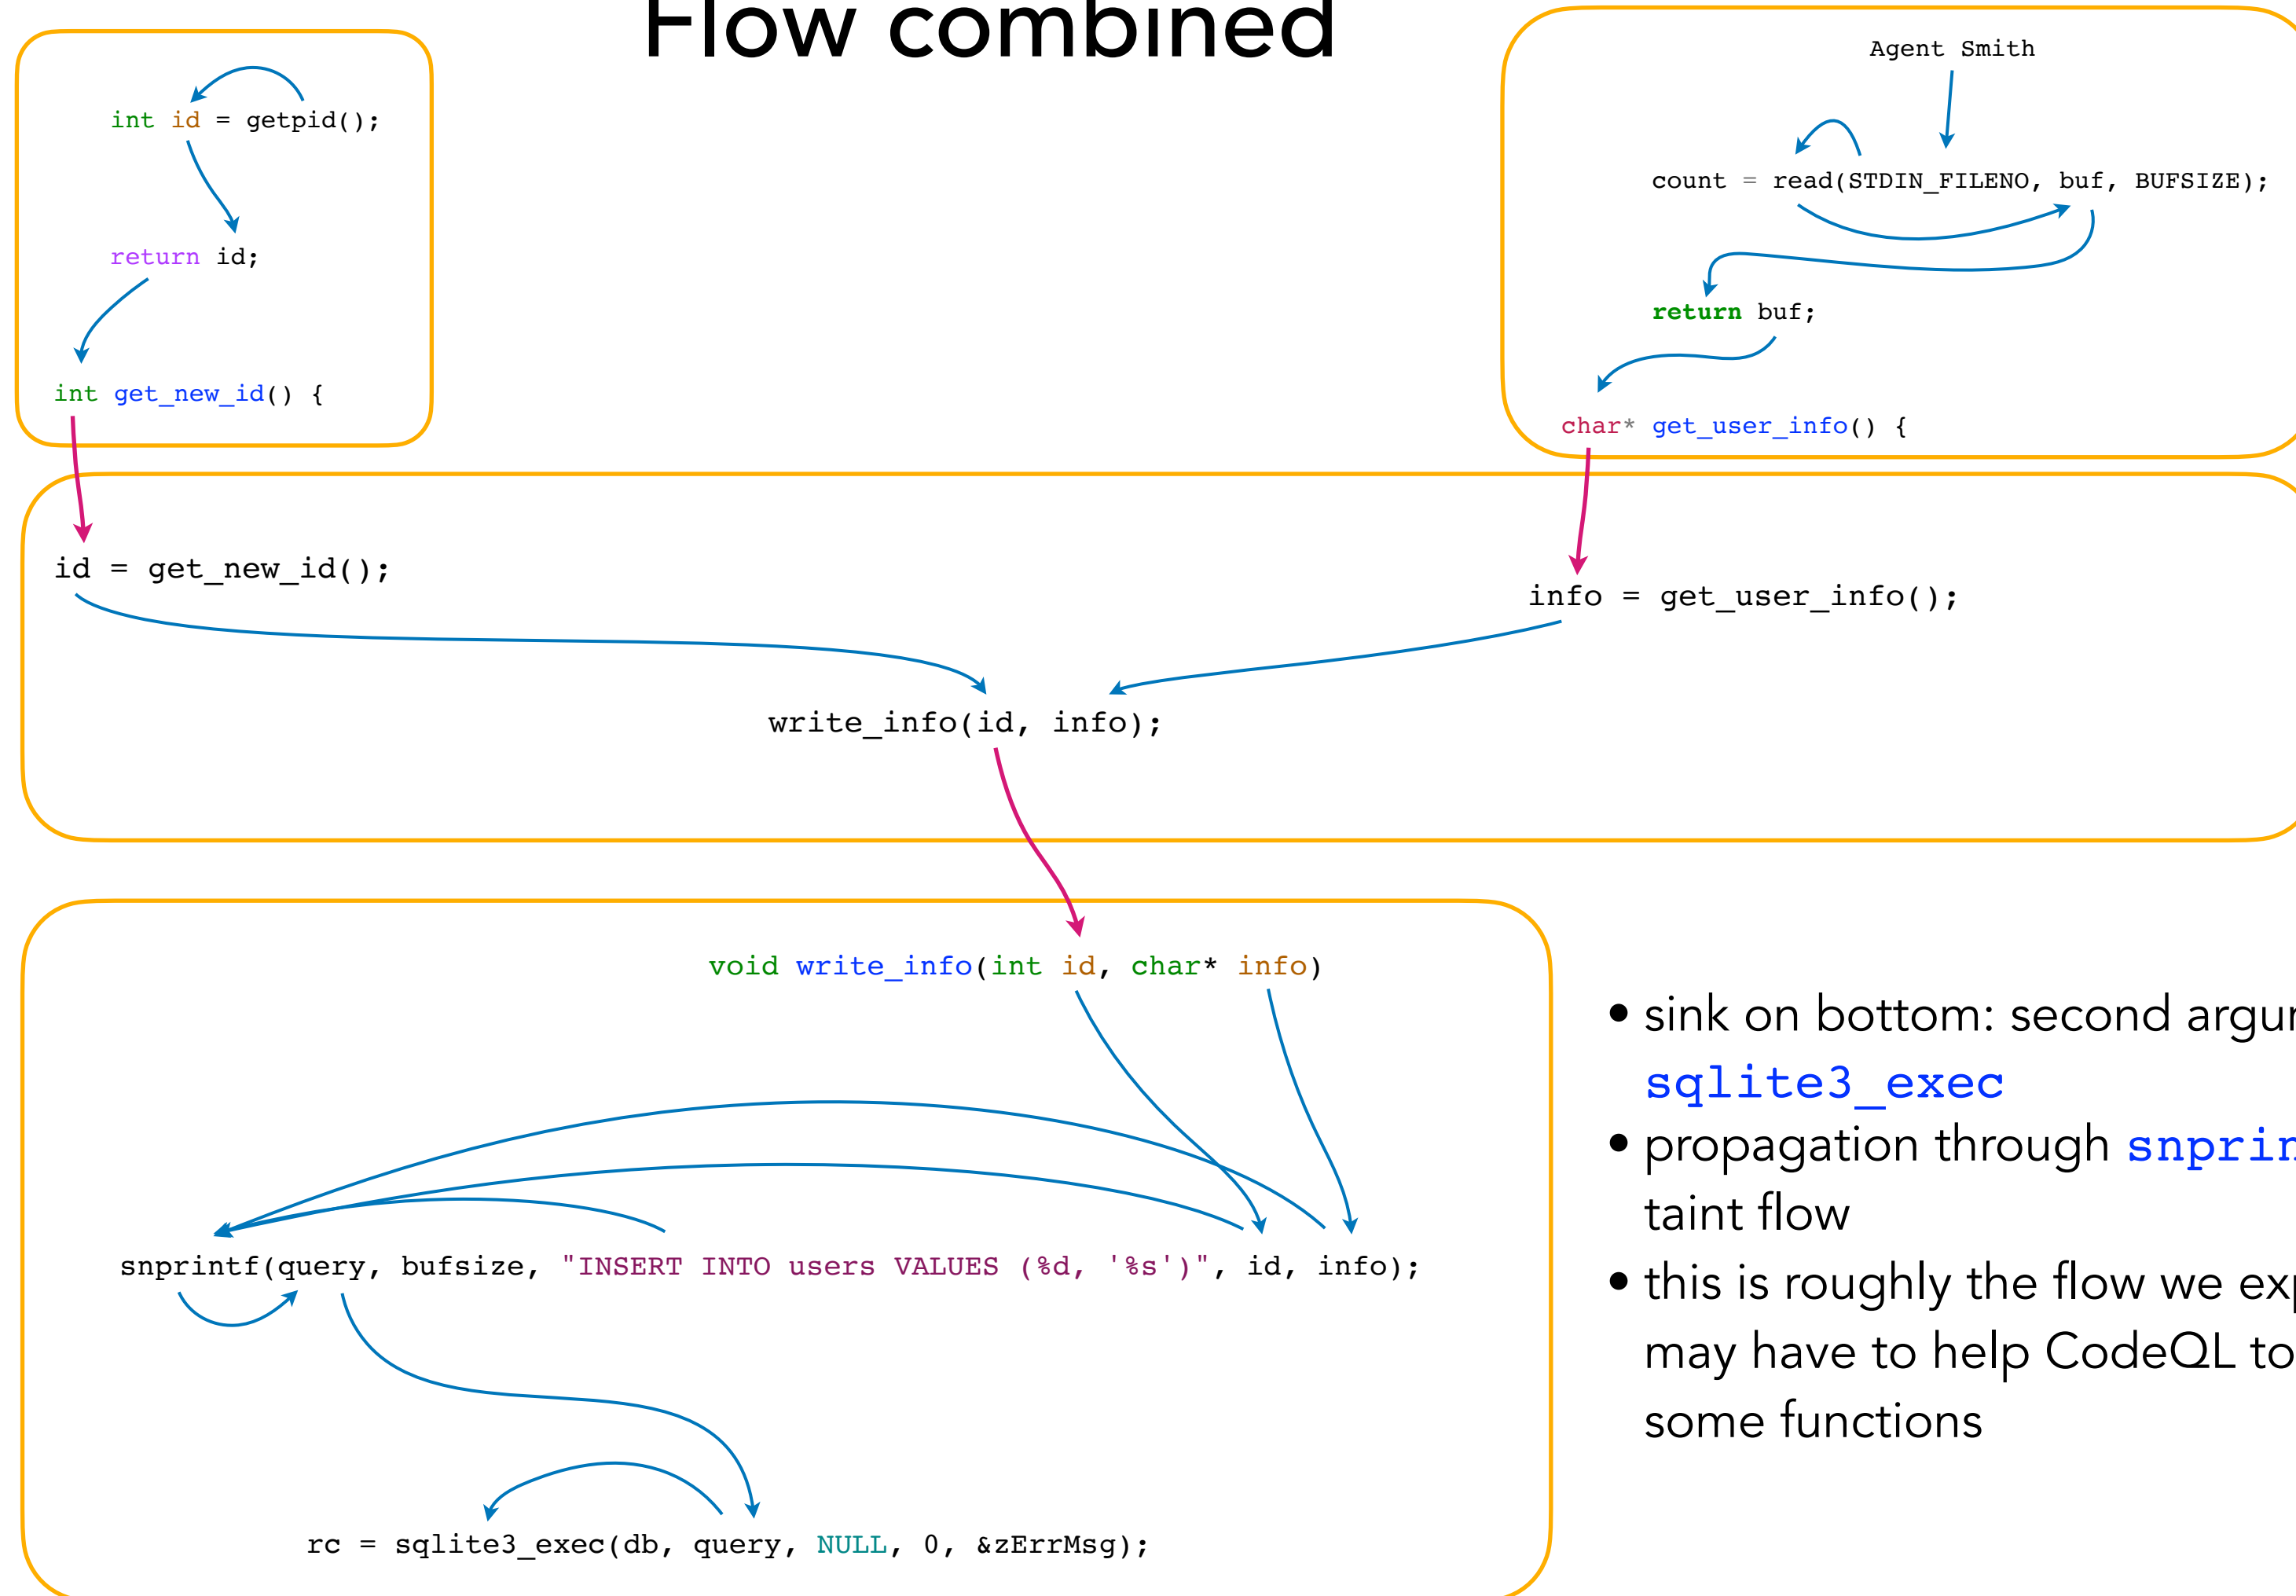 Flow combined
int id = getpid();
return id;
int get_new_id() {
Agent Smith
count = read(STDIN_FILENO, buf, BUFSIZE);
return buf;
char* get_user_info() {
id = get_new_id();
info = get_user_info();
write_info(id, info);
void write_info(int id, char* info)
snprintf(query, bufsize, "INSERT INTO users VALUES (%d, '%s')", id, info);
rc = sqlite3_exec(db, query, NULL, 0, &zErrMsg);
• sink on bottom: second
sqlite3_exec
• propagation through
taint flow
• this is roughly the flow we
may have to help CodeQL to
some functions